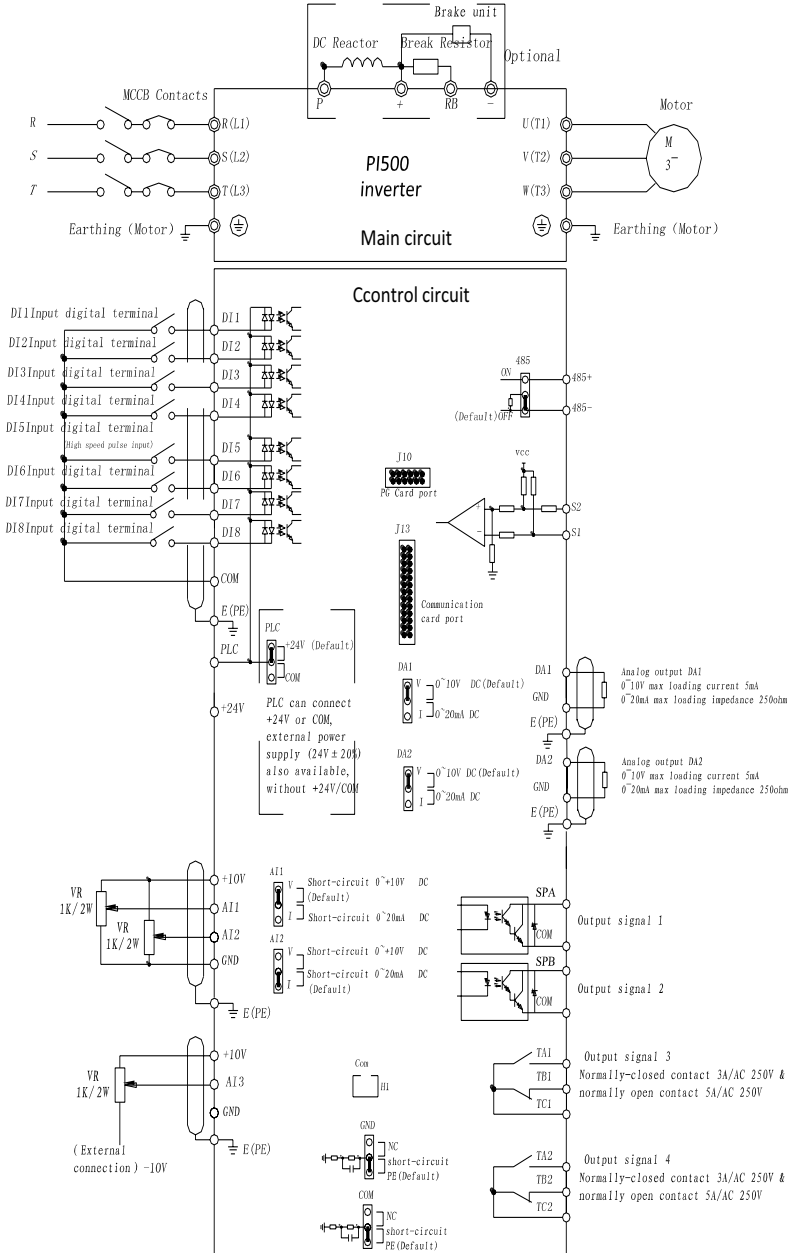 Brake unit
DC Reactor
Break Resistor
Optional
P
+
RB
-
MCCB Contacts
R
R(L1)
S
S(L2)
T
T(L3)
Earthing (Motor)
PI500
inverter
Main circuit
U(T1)
V(T2)
W(T3)
Motor
M
3~
Earthing (Motor)
Ccontrol circuit
DI1Input digital terminal
DI1
DI2Input digital terminal
DI2
DI3Input digital terminal
DI3
DI4Input digital terminal
DI4
DI5Input digital terminal
(High speed pulse input)
DI5
DI6Input digital terminal
DI6
DI7Input digital terminal
DI7
DI8Input digital terminal
DI8
COM
E(PE)
PLC
+24V
PLC
+24V (Default)
COM
PLC can connect
+24V or COM,
external power
supply (24V±20%)
also available,
without +24V/COM
485
ON
(Default)OFF
485+
485-
J10
PG Card port
vcc
+
-
S2
S1
J13
Communication
card port
DA1
V
0~10V DC(Default)
I
0~20mA DC
DA2
V
0~10V DC(Default)
I
0~20mA DC
DA1
GND
E(PE)
Analog output DA1
0~10V max loading current 5mA
0~20mA max loading impedance 250ohm
DA2
GND
E(PE)
Analog output DA2
0~10V max loading current 5mA
0~20mA max loading impedance 250ohm
VR
1K/2W
VR
1K/2W
+10V
AI1
AI2
GND
E(PE)
AI1
V
Short-circuit 0~+10V DC
(Default)
I
Short-circuit 0~20mA DC
AI2
V
Short-circuit 0~+10V DC
I
Short-circuit 0~20mA DC
(Default)
SPA
COM
Output signal 1
SPB
COM
Output signal 2
VR
1K/2W
+10V
AI3
GND
E(PE)
(External
connection)-10V
Com
H1
GND
NC
short-circuit
PE(Default)
COM
NC
short-circuit
PE(Default)
TA1
TB1
TC1
Output signal 3
Normally-closed contact 3A/AC 250V &
normally open contact 5A/AC 250V
TA2
TB2
TC2
Output signal 4
Normally-closed contact 3A/AC 250V &
normally open contact 5A/AC 250V